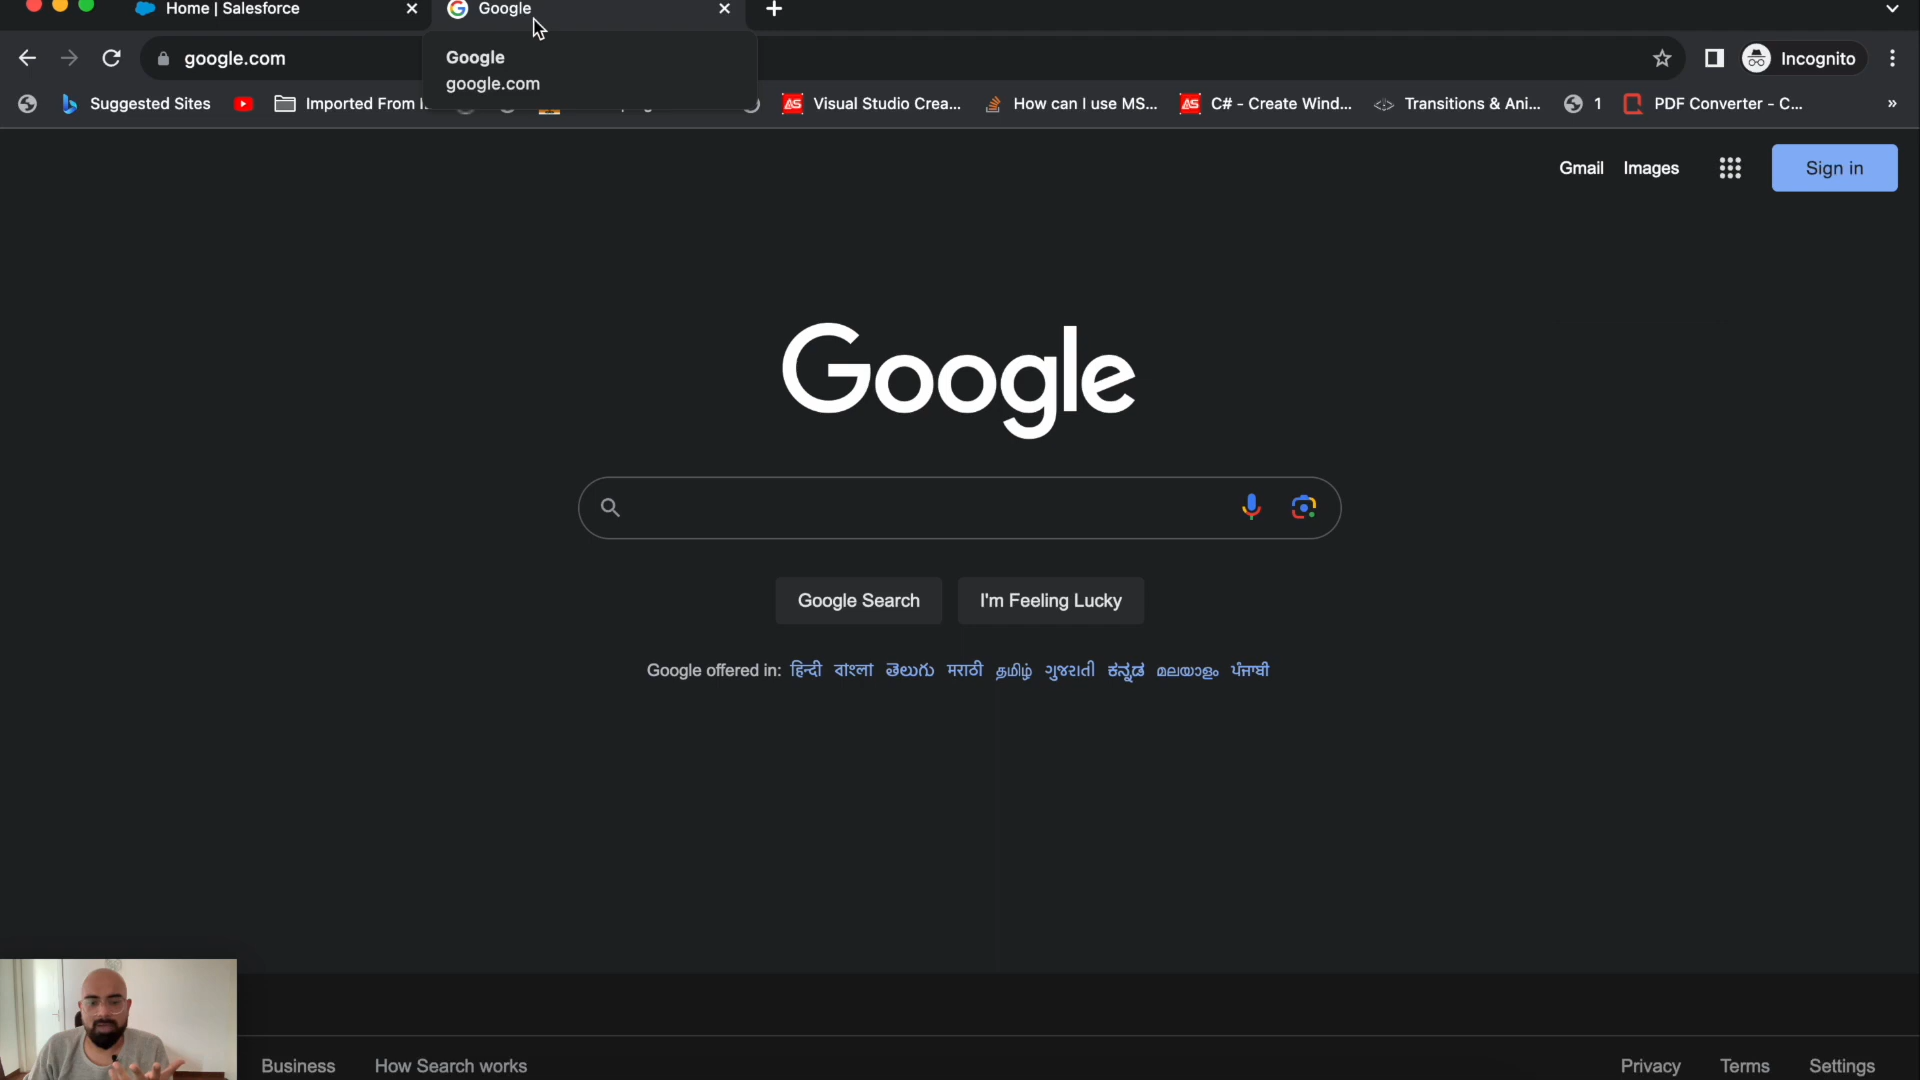 Home | Salesforce
Google
google.com
Google
google.com
Incognito
Suggested Sites
Imported From
Visual Studio Crea...
How can I use MS...
C# - Create Wind...
Transitions & Ani...
1
PDF Converter - C...
Gmail
Images
Sign in
Google
Google Search
I'm Feeling Lucky
Google offered in: हिन्दी বাংলা తెలుగు मराठी தமிழ் ગુજરાતી ಕನ್ನಡ മലയാളം ਪੰਜਾਬੀ
Business
How Search works
Privacy
Terms
Settings